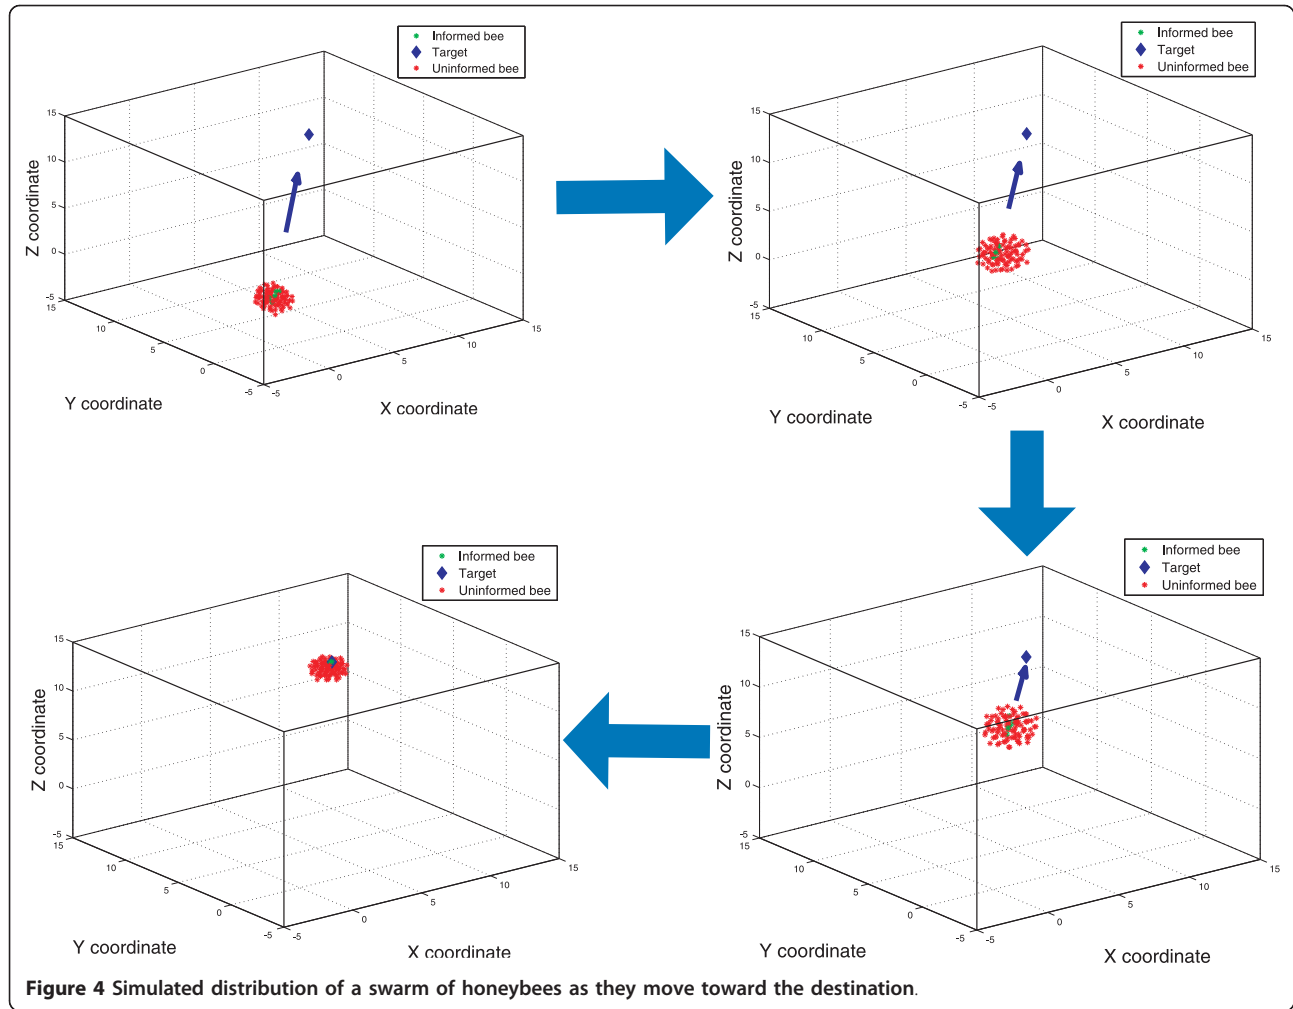 Informed bee
Target
Uninformed bee
15
10
5
0
-5
Z coordinate
15
10
5
0
-5
Y coordinate
-5
0
5
10
15
X coordinate
Informed bee
Target
Uninformed bee
15
10
5
0
-5
Z coordinate
15
10
5
0
-5
Y coordinate
-5
0
5
10
15
X coordinate
Informed bee
Target
Uninformed bee
15
10
5
0
-5
Z coordinate
15
10
5
0
-5
Y coordinate
-5
0
5
10
15
X coordinate
Informed bee
Target
Uninformed bee
15
10
5
0
-5
Z coordinate
15
10
5
0
-5
Y coordinate
-5
0
5
10
15
X coordinate
Figure 4 Simulated distribution of a swarm of honeybees as they move toward the destination.